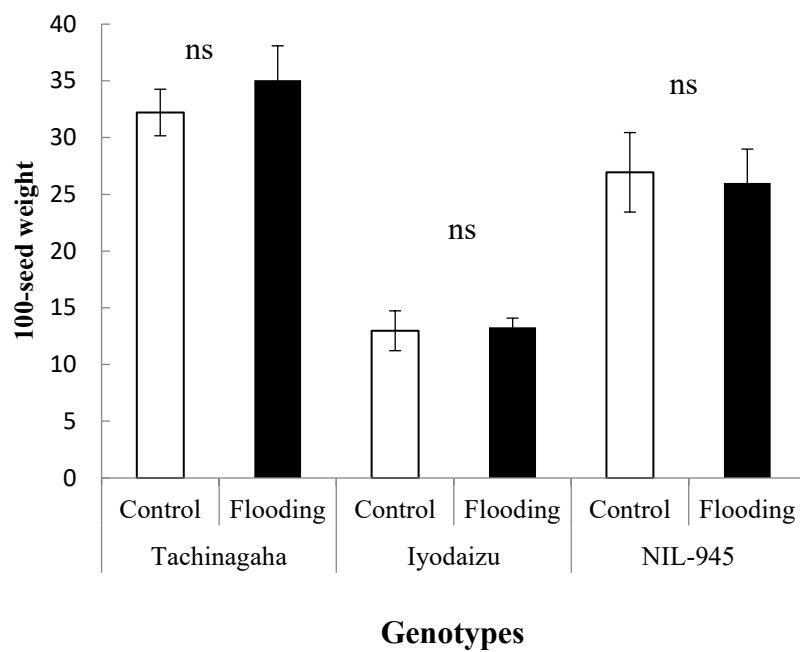 40
35
30
25
20
15
10
5
0
100-seed weight
ns
ns
ns
Control Flooding Control Flooding Control Flooding
Tachinagaha Iyodaizu NIL-945
Genotypes